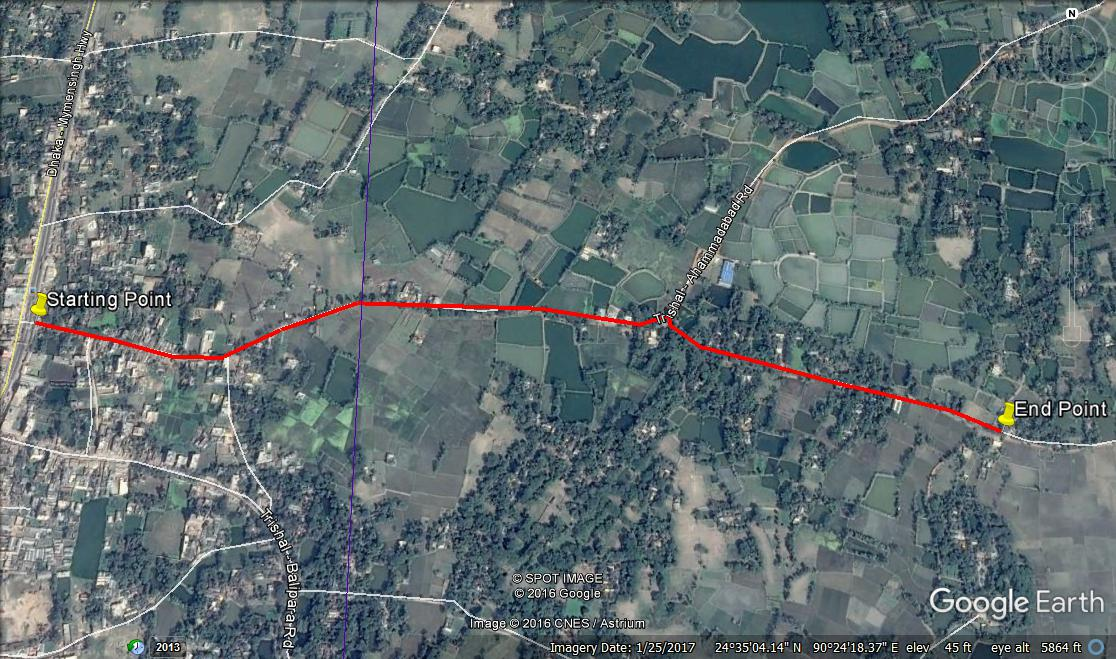 N
Dhaka - Mymensingh Hwy
Trishal - Ahammadabad Rd
Starting Point
End Point
Trishal - Balipara Rd
© SPOT IMAGE
© 2016 Google
Image © 2016 CNES / Astrium
Google Earth
2013
Imagery Date: 1/25/2017 24°35'04.14" N 90°24'18.37" E elev 45 ft eye alt 5864 ft